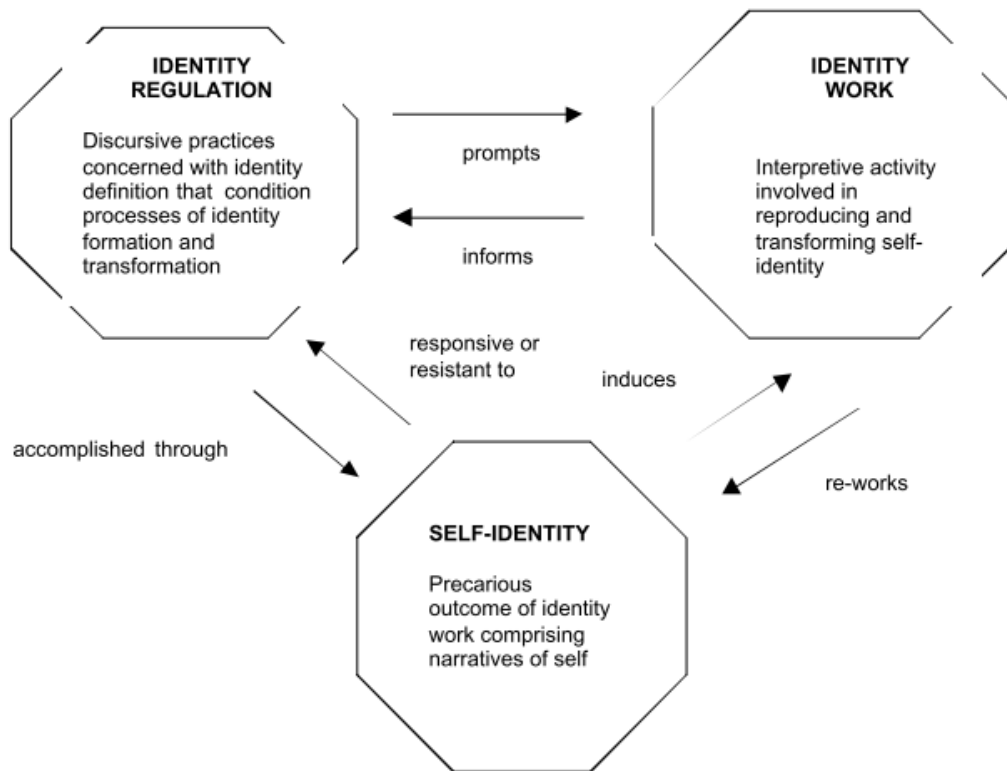 IDENTITY
REGULATION
Discursive practices
concerned with identity
definition that condition
processes of identity
formation and
transformation
prompts
informs
IDENTITY
WORK
Interpretive activity
involved in
reproducing and
transforming self-
identity
responsive or
resistant to
induces
accomplished through
re-works
SELF-IDENTITY
Precarious
outcome of identity
work comprising
narratives of self